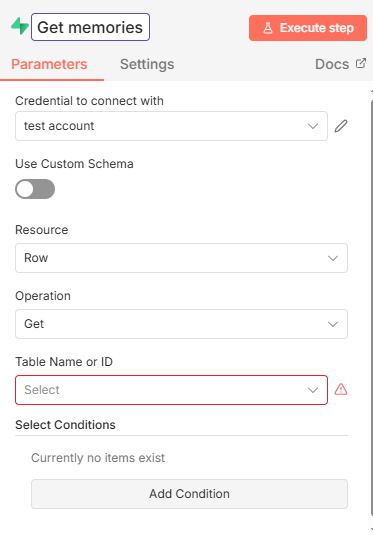 Get memories
Execute step
Parameters
Settings
Docs
Credential to connect with
test account
Use Custom Schema
Resource
Row
Operation
Get
Table Name or ID
Select
Select Conditions
Currently no items exist
Add Condition